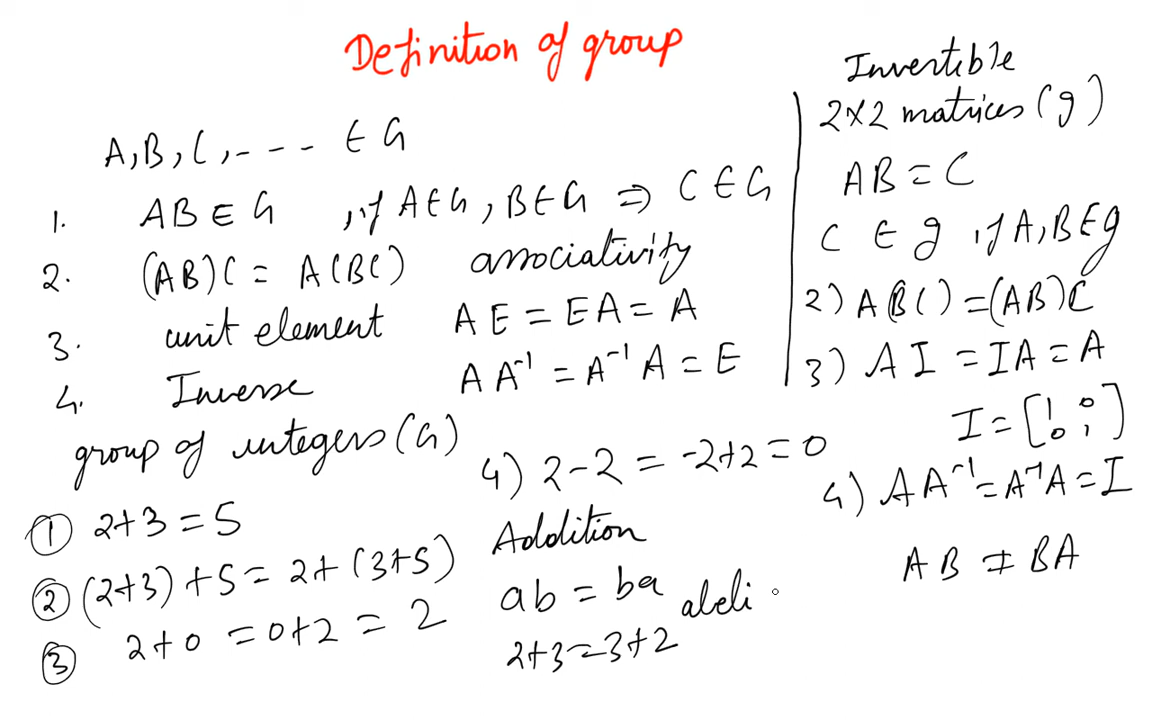 Definition of group
A, B, C, - - - ∈ G
1. AB ∈ G , if A ∈ G, B ∈ G ⇒ C ∈ G
2. (AB)C = A(BC) associativity
3. unit element AE = EA = A
4. Inverse AA⁻¹ = A⁻¹A = E
group of integers (G)
① 2+3 = 5
② (2+3)+5 = 2+(3+5)
③ 2+0 = 0+2 = 2
4) 2-2 = -2+2 = 0
Addition
ab = ba abeli
2+3=3+2
Invertible
2×2 matrices (g)
AB = C
C ∈ g if A, B ∈ g
2) A(BC) = (AB)C
3) AI = IA = A
I = [1 0
0 1]
4) AA⁻¹ = A⁻¹A = I
AB ≠ BA